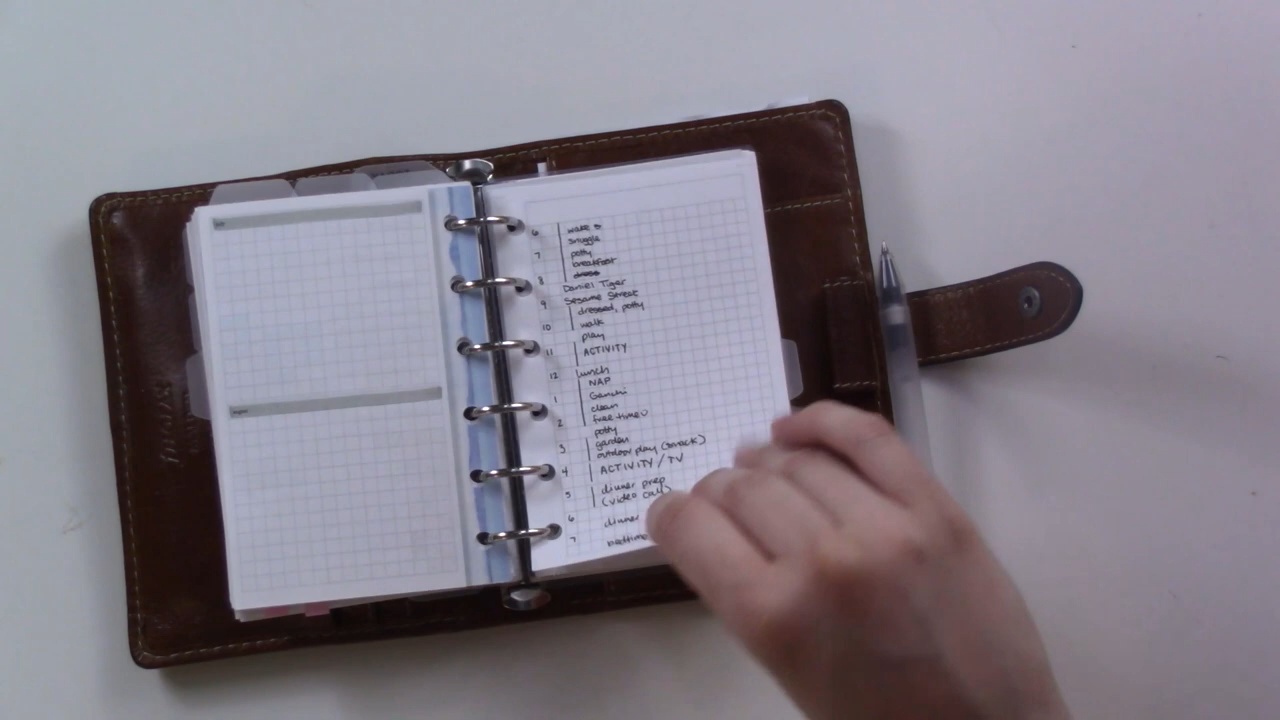 6 wake &
snuggle
7 potty
breakfast
dress
8 Daniel Tiger
Sesame Street
9 dressed, potty
10 walk
play
11 ACTIVITY
12 lunch
NAP
1
clean
2 free time
potty
3 garden
outdoor play (snack)
4 ACTIVITY / TV
5 dinner prep
(video call)
6 dinner
7 bedtime